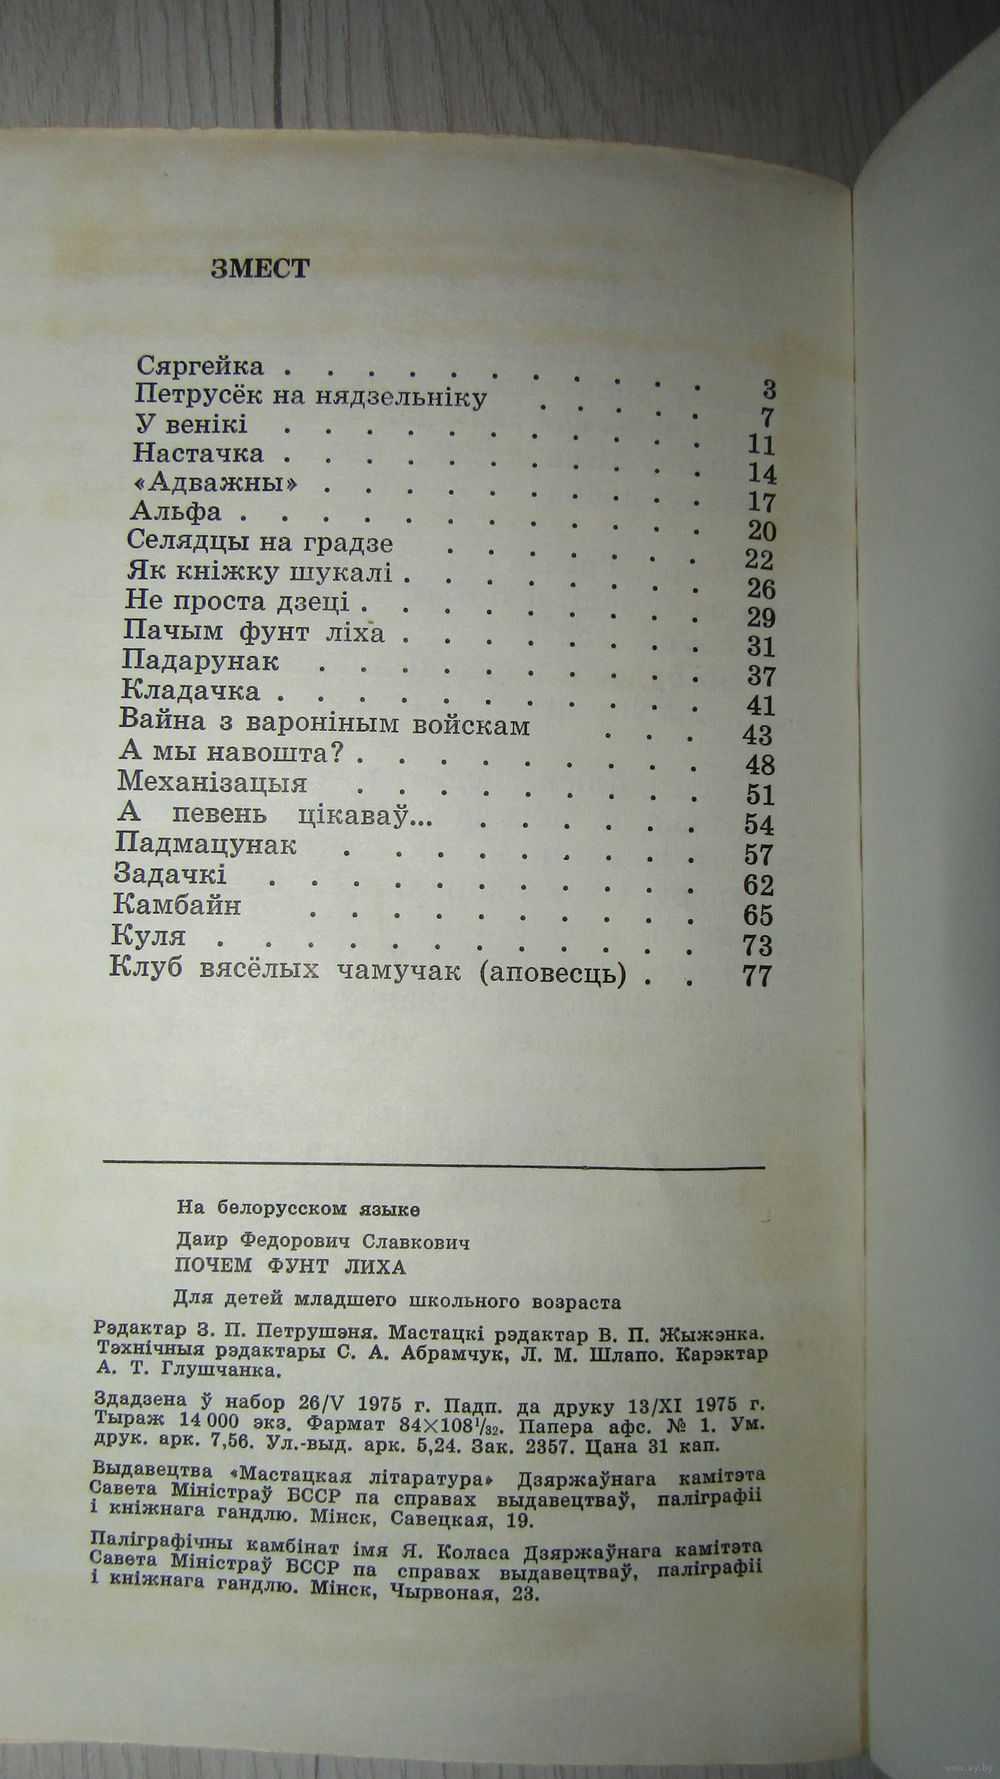 ЗМЕСТ
Сяргейка . . . . . . . . . . . 3
Петрусёк на нядзельніку . . . . . 7
У венікі . . . . . . . . . . . 11
Настачка . . . . . . . . . . . 14
«Адважны» . . . . . . . . . . 17
Альфа . . . . . . . . . . . . 20
Селядцы на градзе . . . . . . . 22
Як кніжку шукалі . . . . . . . . 26
Не проста дзеці . . . . . . . . . 29
Пачым фунт ліха . . . . . . . . 31
Падарунак . . . . . . . . . . 37
Кладачка . . . . . . . . . . . 41
Вайна з вароніным войскам . . . 43
А мы навошта? . . . . . . . . . 48
Механізацыя . . . . . . . . . 51
А певень цікаваў... . . . . . . 54
Падмацунак . . . . . . . . . 57
Задачкі . . . . . . . . . . . 62
Камбайн . . . . . . . . . . 65
Куля . . . . . . . . . . . . 73
Клуб вясёлых чамучак (аповесць) . . 77
На белорусском языке
Даир Федорович Славкович
ПОЧЕМ ФУНТ ЛИХА
Для детей младшего школьного возраста
Рэдактар З. П. Петрушэня. Мастацкі рэдактар В. П. Жыжэнка.
Тэхнічныя рэдактары С. А. Абрамчук, Л. М. Шлапо. Карэктар
А. Т. Глушчанка.
Здадзена ў набор 26/V 1975 г. Падп. да друку 13/XI 1975 г.
Тыраж 14 000 экз. Фармат 84×108¹/₃₂. Папера афс. № 1. Ум.
друк. арк. 7,56. Ул.-выд. арк. 5,24. Зак. 2357. Цана 31 кап.
Выдавецтва «Мастацкая літаратура» Дзяржаўнага камітэта
Савета Міністраў БССР па справах выдавецтваў, паліграфіі
і кніжнага гандлю. Мінск, Савецкая, 19.
Паліграфічны камбінат імя Я. Коласа Дзяржаўнага камітэта
Савета Міністраў БССР па справах выдавецтваў, паліграфіі
і кніжнага гандлю. Мінск, Чырвоная, 23.
www.ay.by